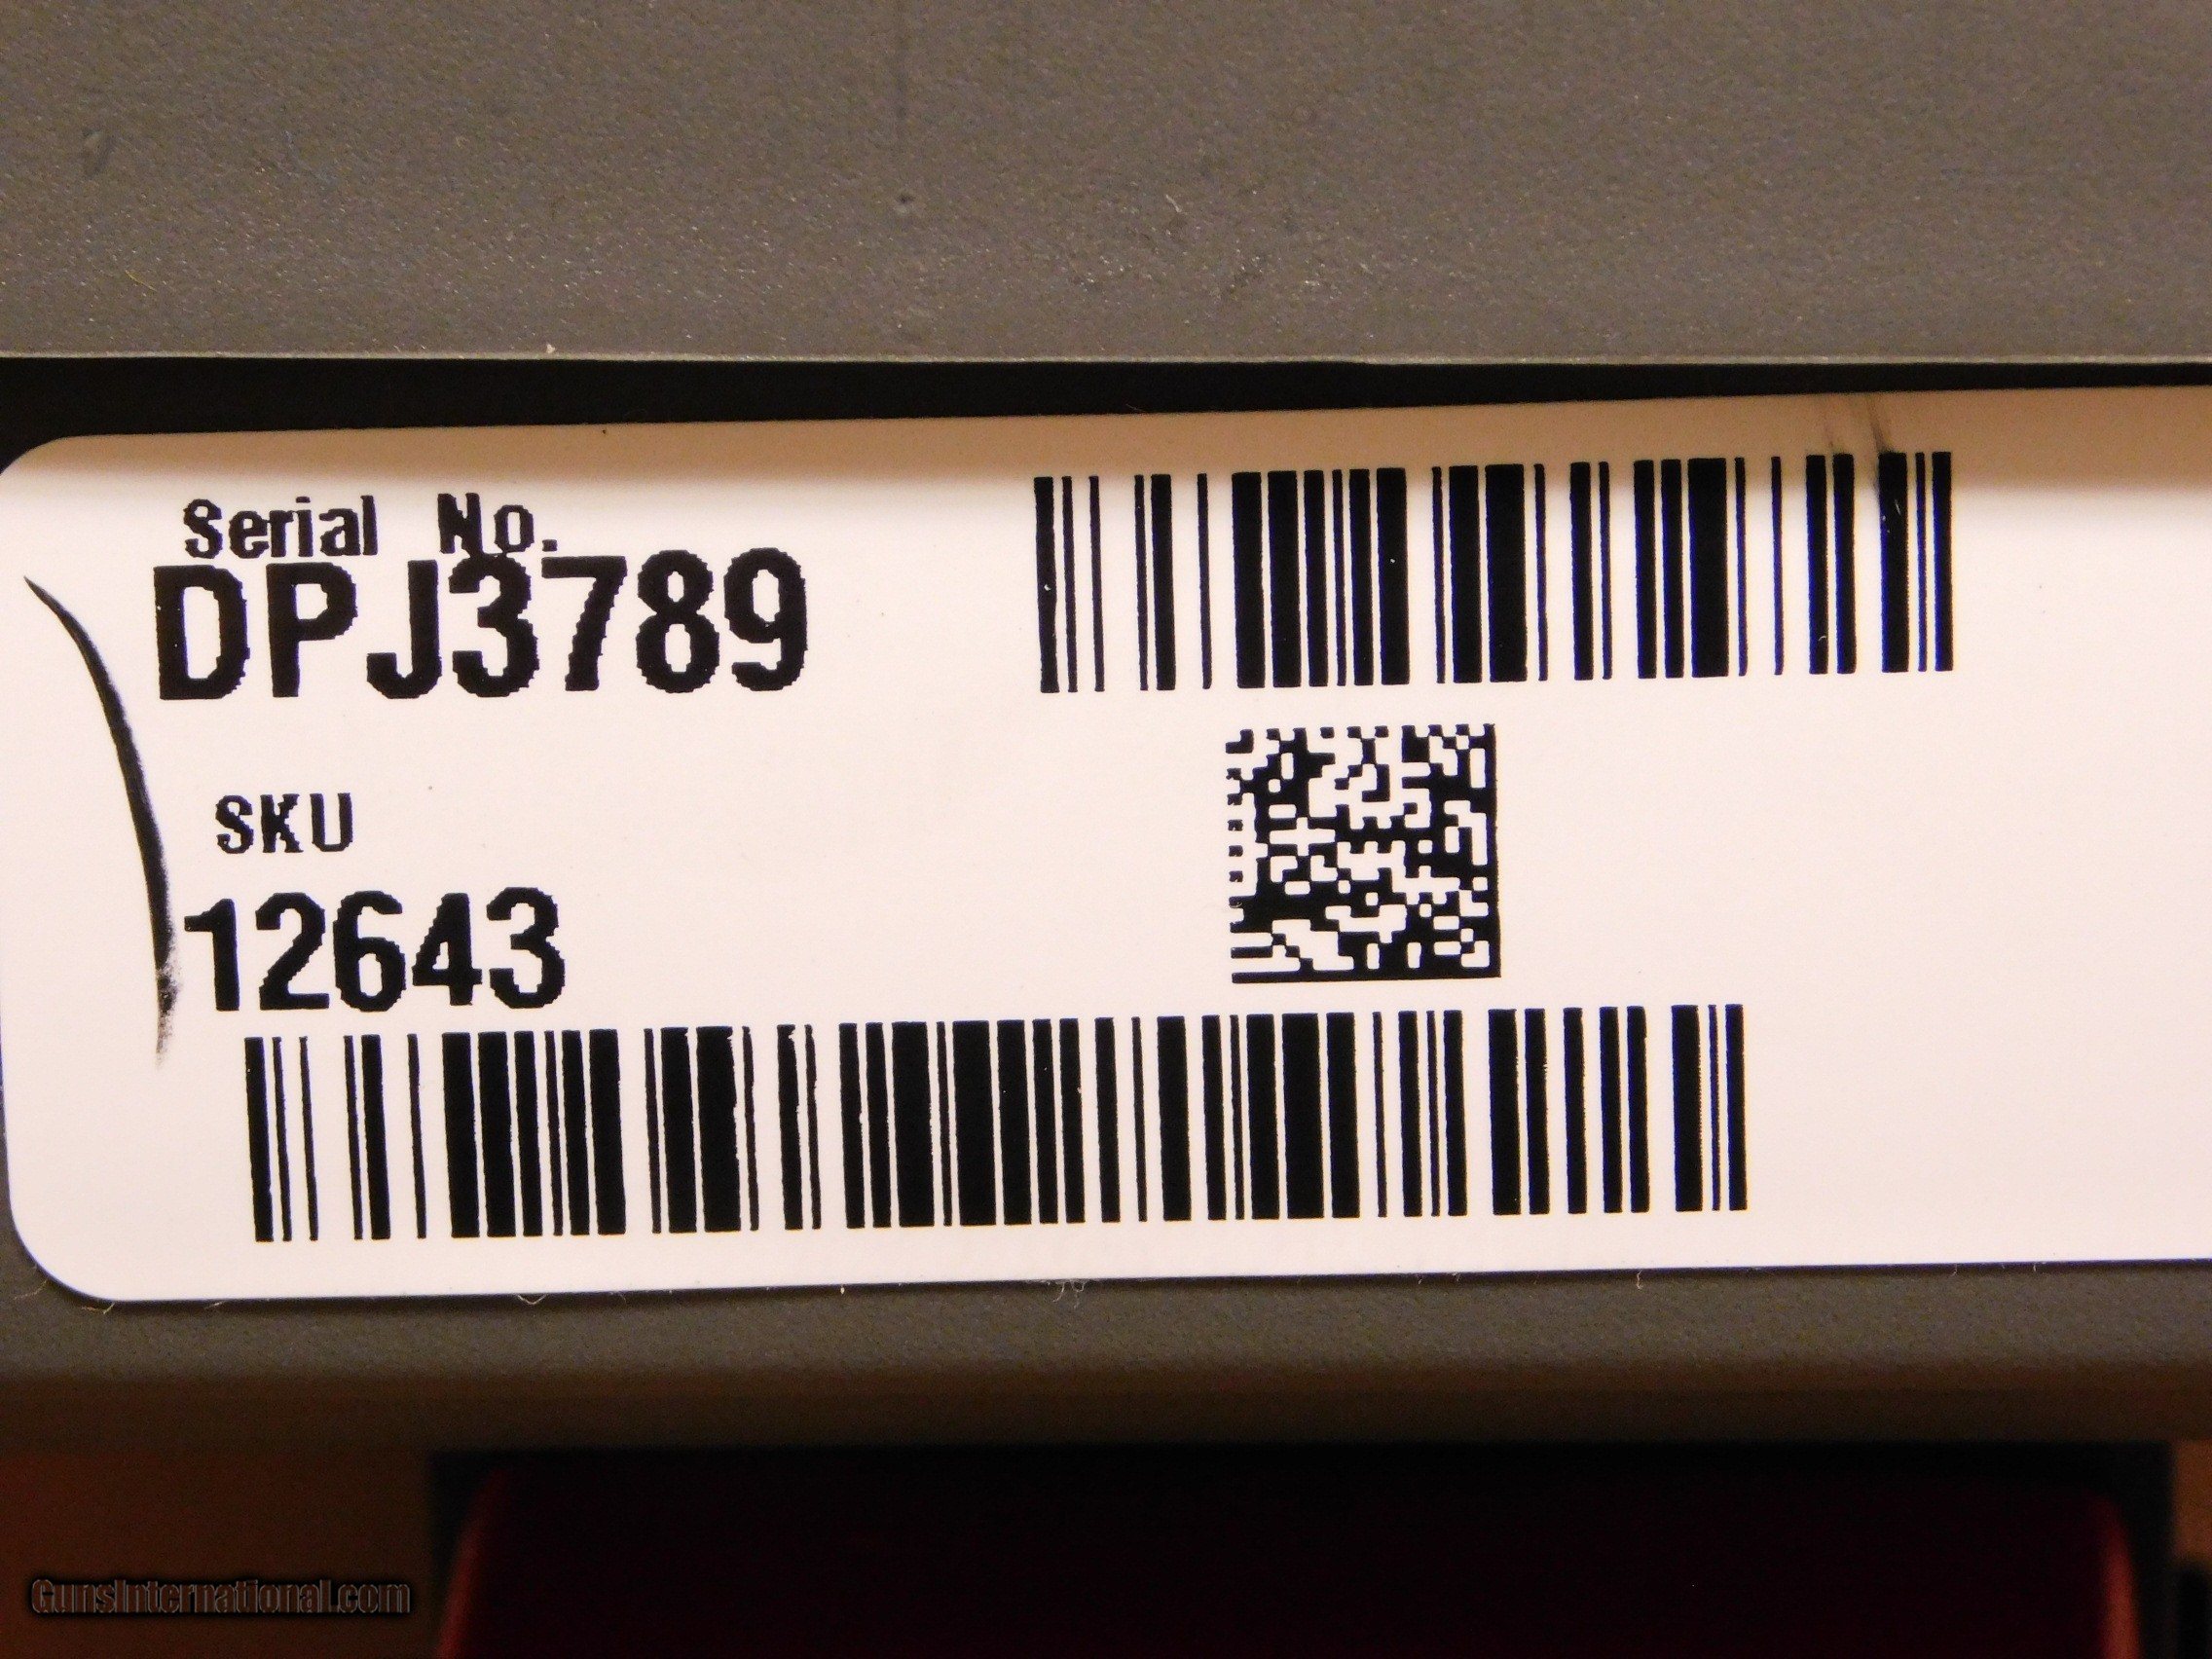 Serial No.
DPJ3789
SKU
12643
GunsInternational.com